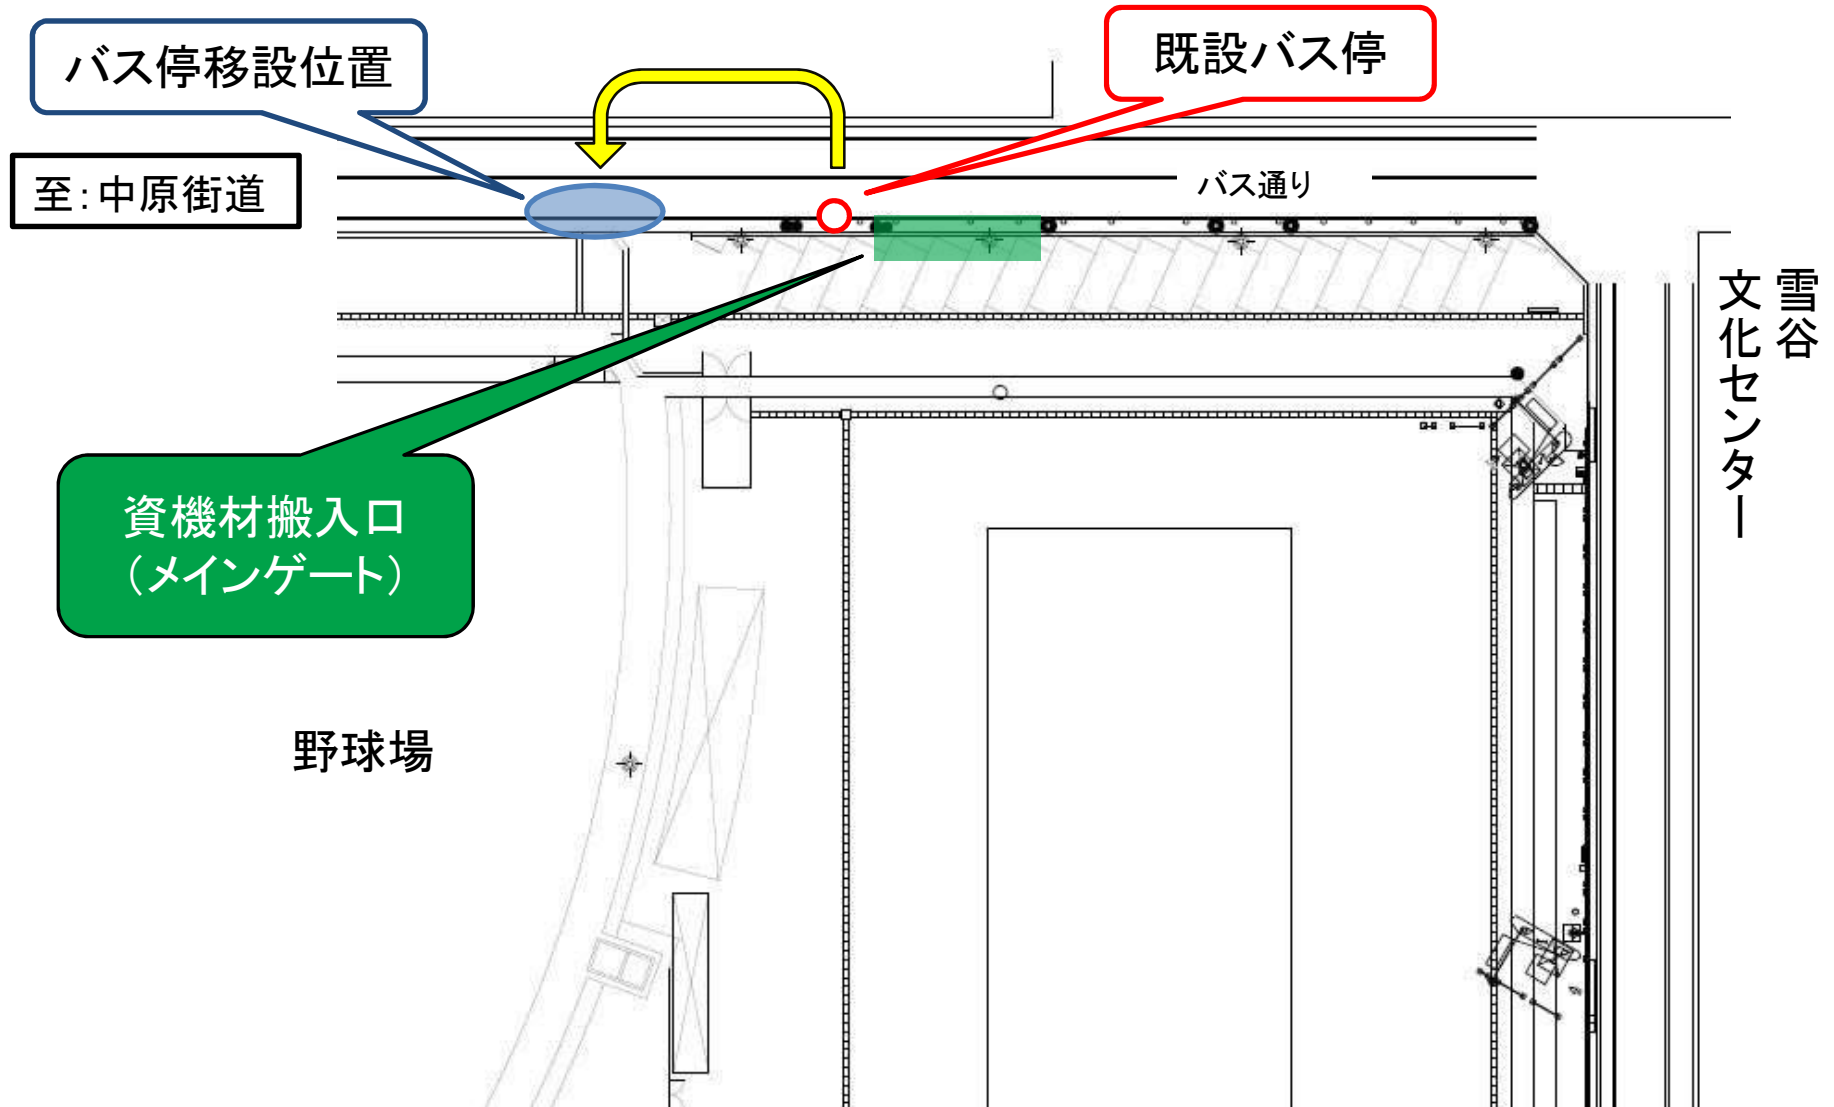 バス停移設位置
既設バス停
至：中原街道
バス通り
雪谷
文化センター
資機材搬入口
（メインゲート）
野球場